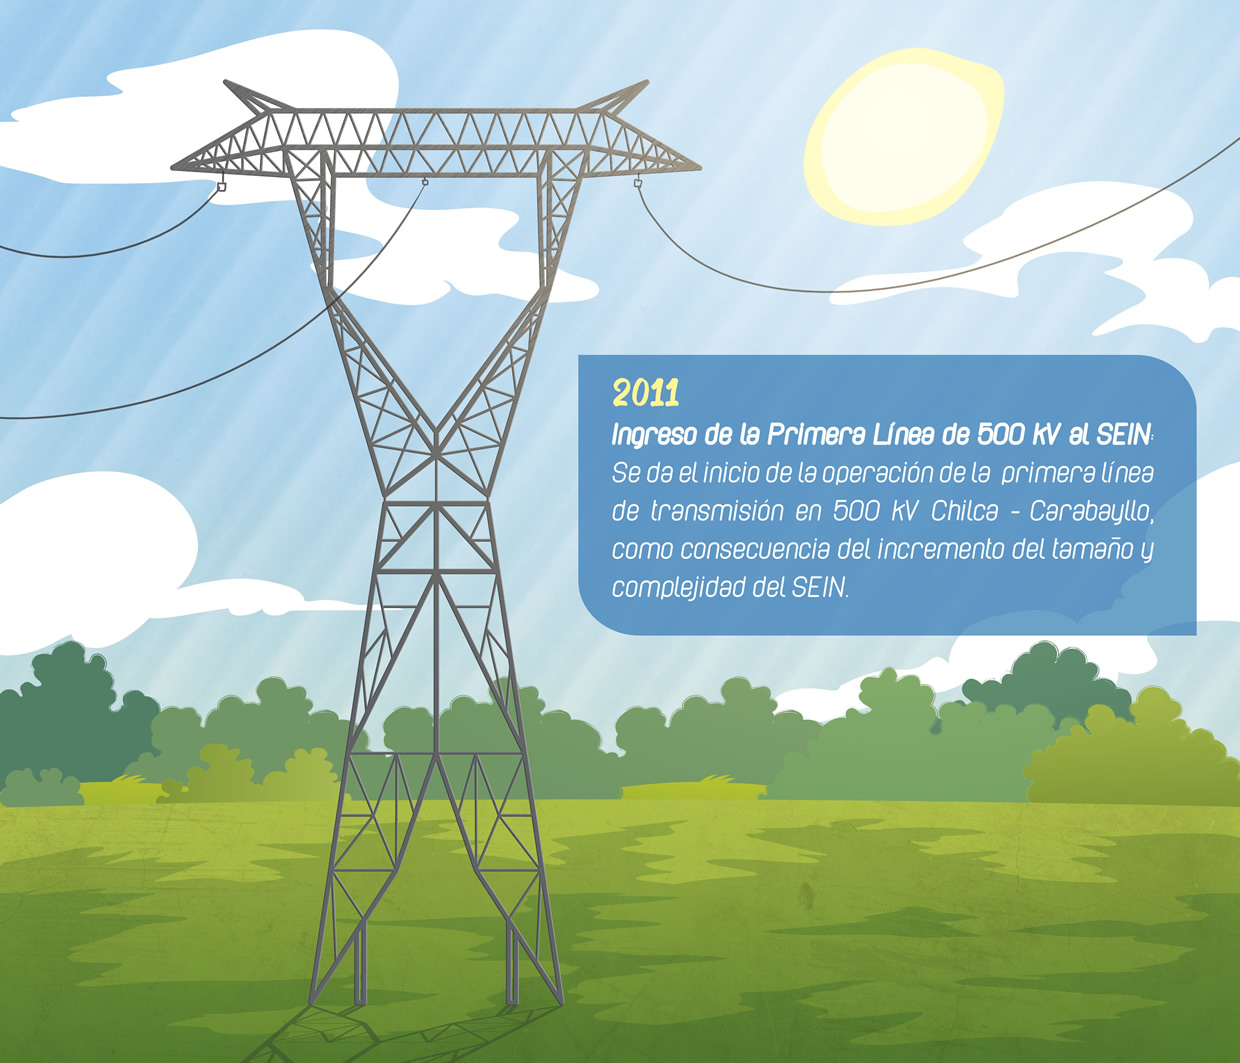 2011
Ingreso de la Primera Línea de 500 kV al SEIN:
Se da el inicio de la operación de la primera línea
de transmisión en 500 kV Chilca - Carabayllo,
como consecuencia del incremento del tamaño y
complejidad del SEIN.